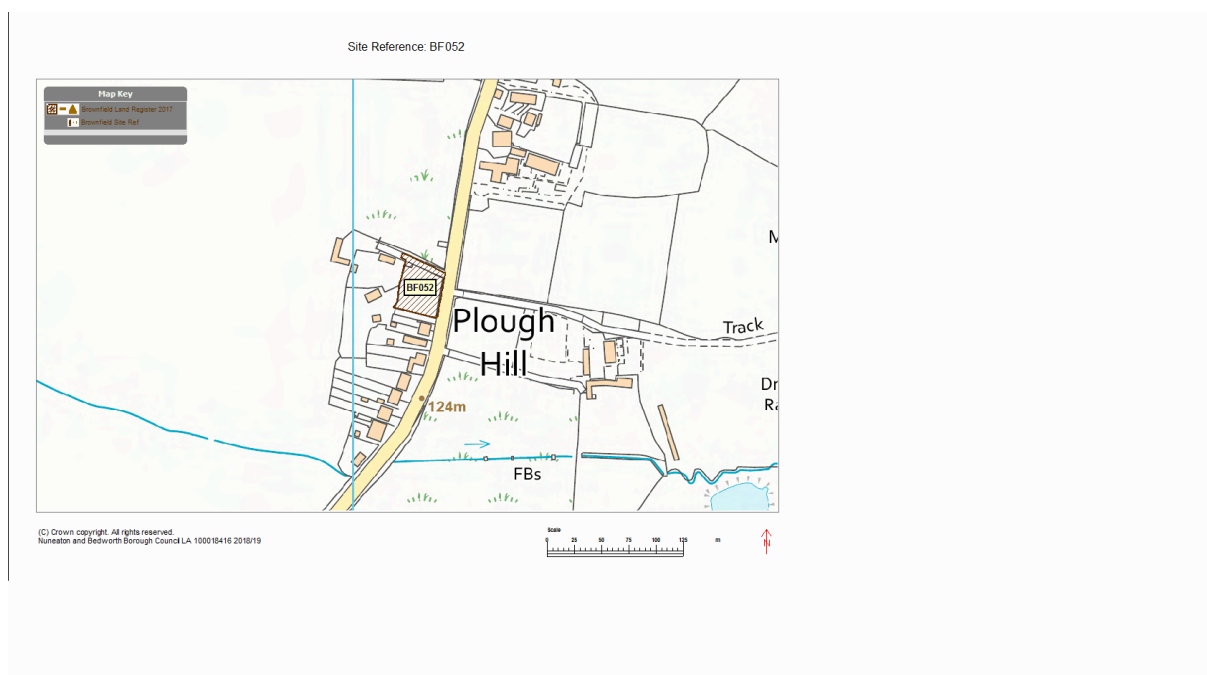 Site Reference: BF052
Map Key
Brownfield Land Register 2017
Brownfield Site Ref
M
BF052
Plough
Hill
Track
Dr
Ra
124m
FBs
(C) Crown copyright. All rights reserved.
Nuneaton and Bedworth Borough Council LA 100018416 2018/19
Scale
0 25 50 75 100 125 m
N